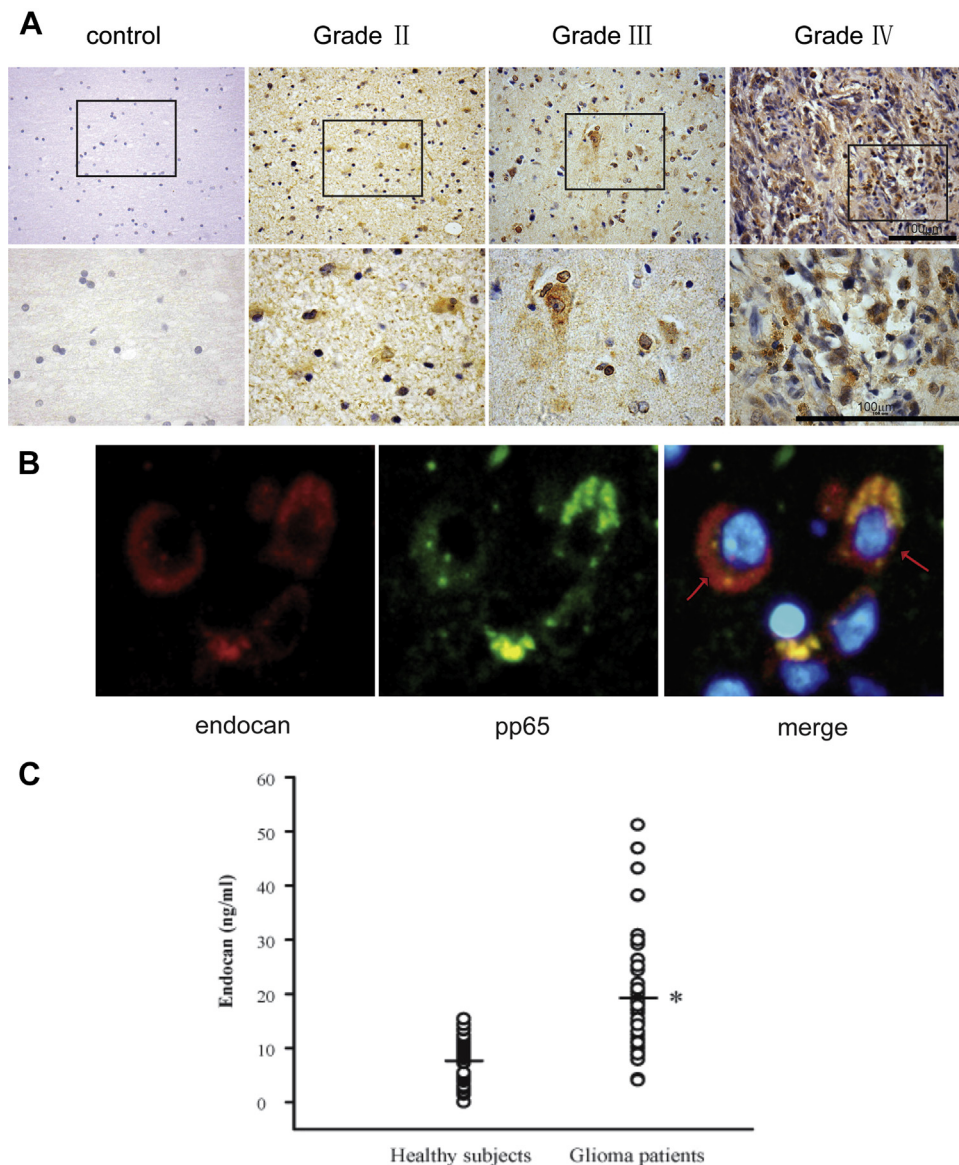 A
control Grade II Grade III Grade IV
100μm
100μm
B
endocan pp65 merge
C
60
50
40
30
20
10
0
Endocan (ng/ml)
*
Healthy subjects Glioma patients